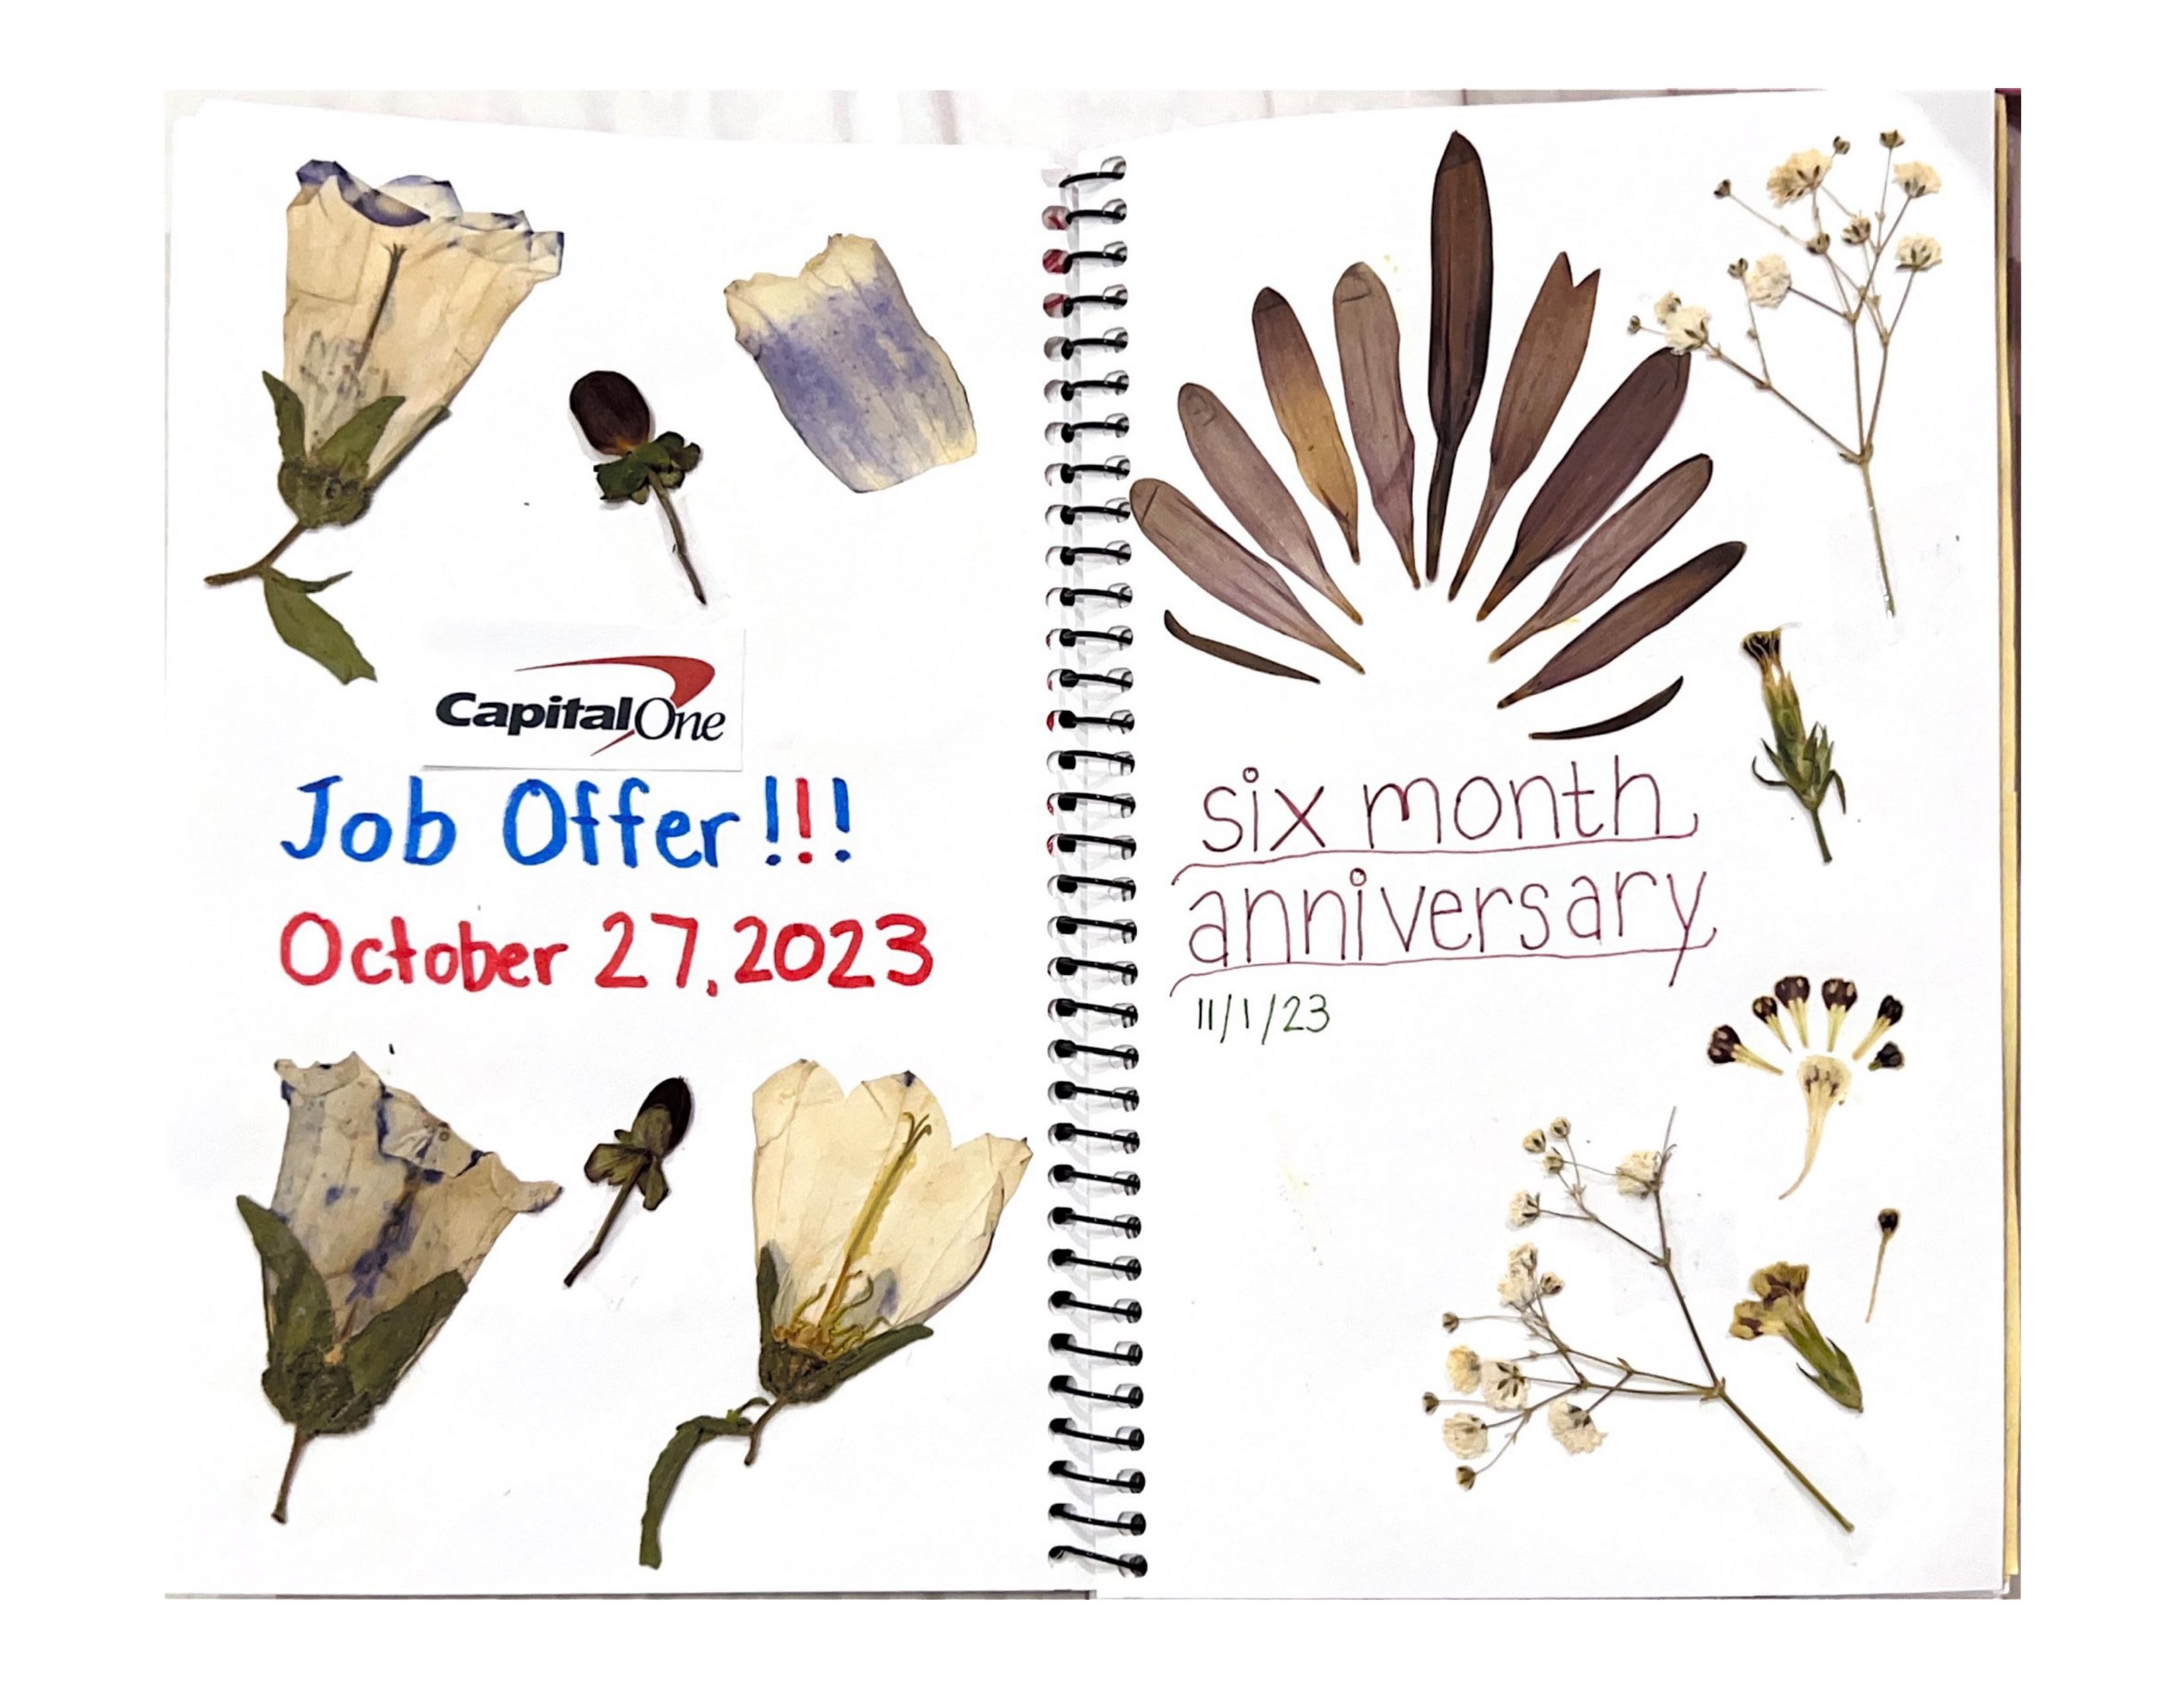 CapitalOne
Job Offer!!!
October 27, 2023
six month
anniversary
11/1/23